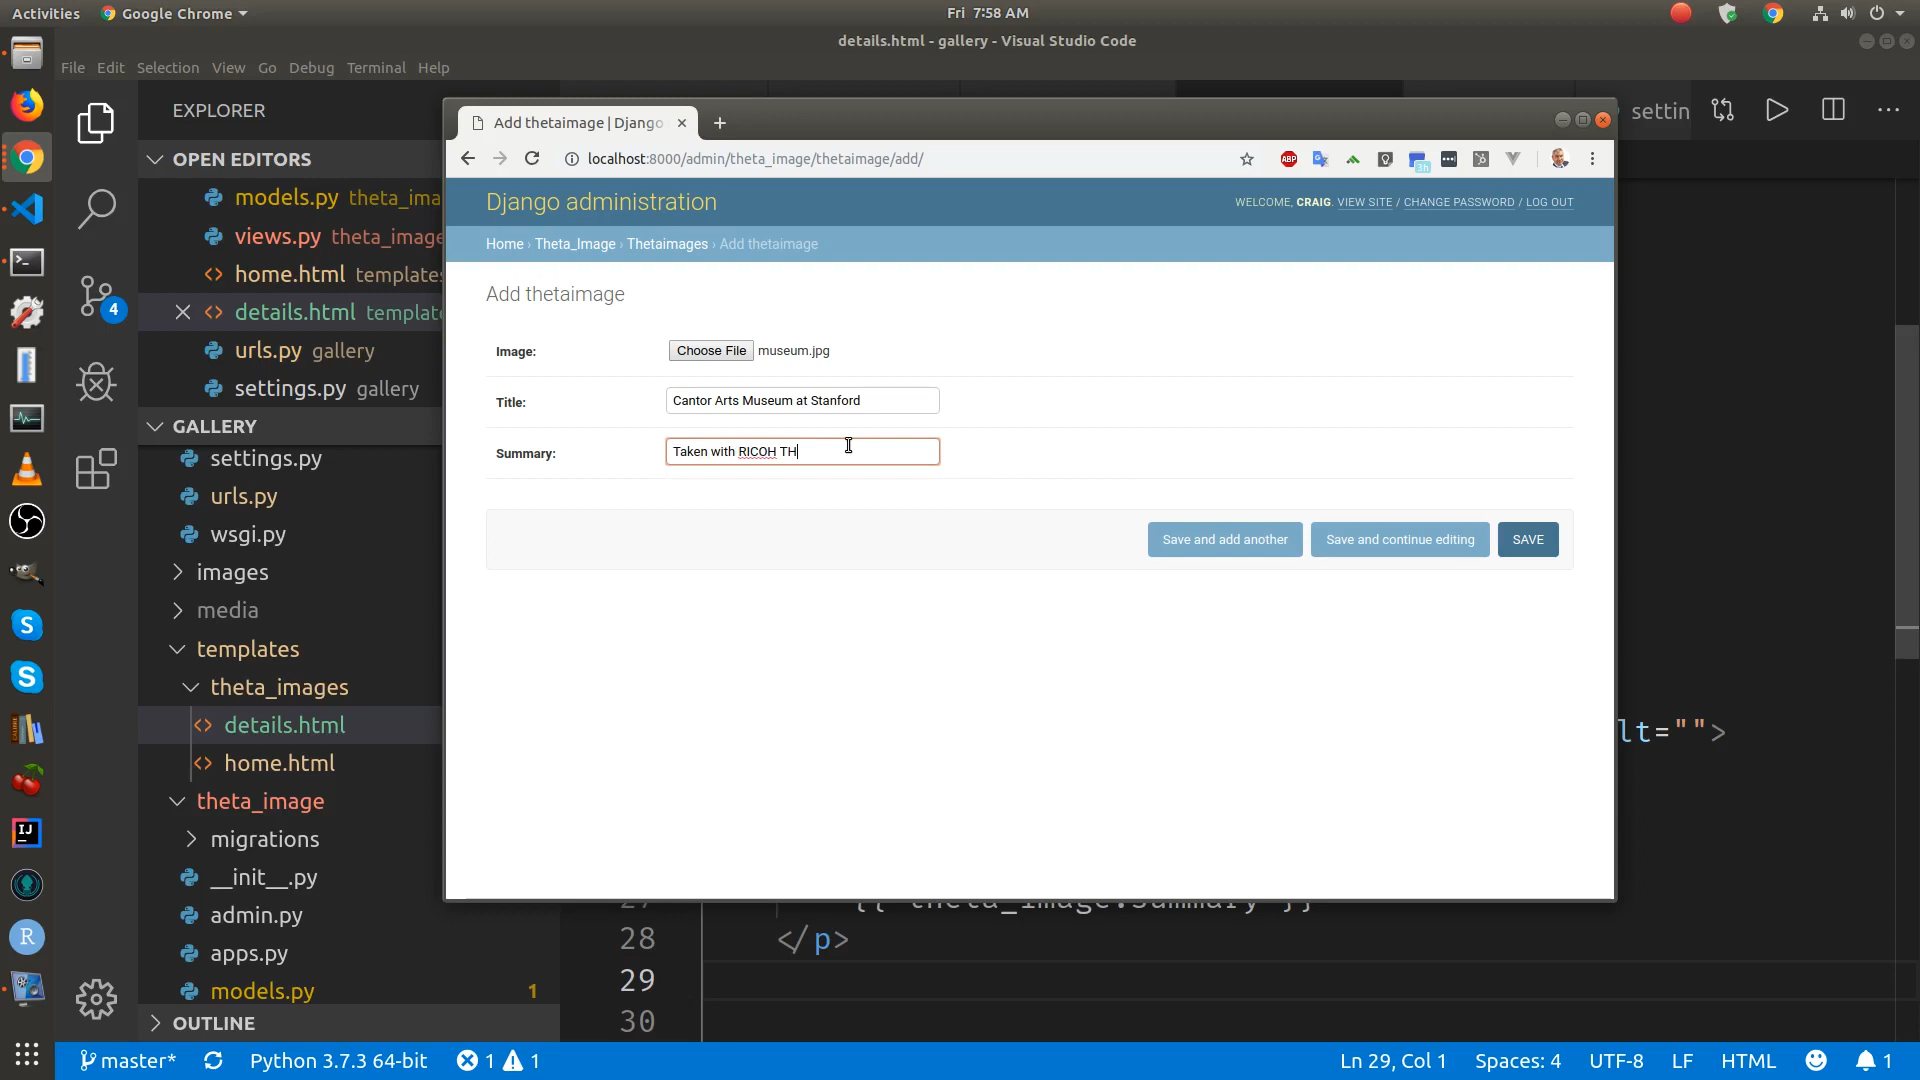 Activities Google Chrome Fri 7:58 AM
details.html - gallery - Visual Studio Code
File Edit Selection View Go Debug Terminal Help
EXPLORER
OPEN EDITORS
models.py theta_ima
views.py theta_image
home.html templates
details.html templat
urls.py gallery
settings.py gallery
GALLERY
settings.py
urls.py
wsgi.py
images
media
templates
theta_images
details.html
home.html
theta_image
migrations
__init__.py
admin.py
apps.py
models.py 1
OUTLINE
4
settin
Add thetaimage | Django
localhost:8000/admin/theta_image/thetaimage/add/
ABP
3h
Django administration
WELCOME, CRAIG. VIEW SITE / CHANGE PASSWORD / LOG OUT
Home › Theta_Image › Thetaimages › Add thetaimage
Add thetaimage
Image: Choose File museum.jpg
Title: Cantor Arts Museum at Stanford
Summary: Taken with RICOH TH
Save and add another Save and continue editing SAVE
lt="">
{{ theta_image.summary }}
28 </p>
29
30
IJ
R
master* Python 3.7.3 64-bit 1 1 Ln 29, Col 1 Spaces: 4 UTF-8 LF HTML 1